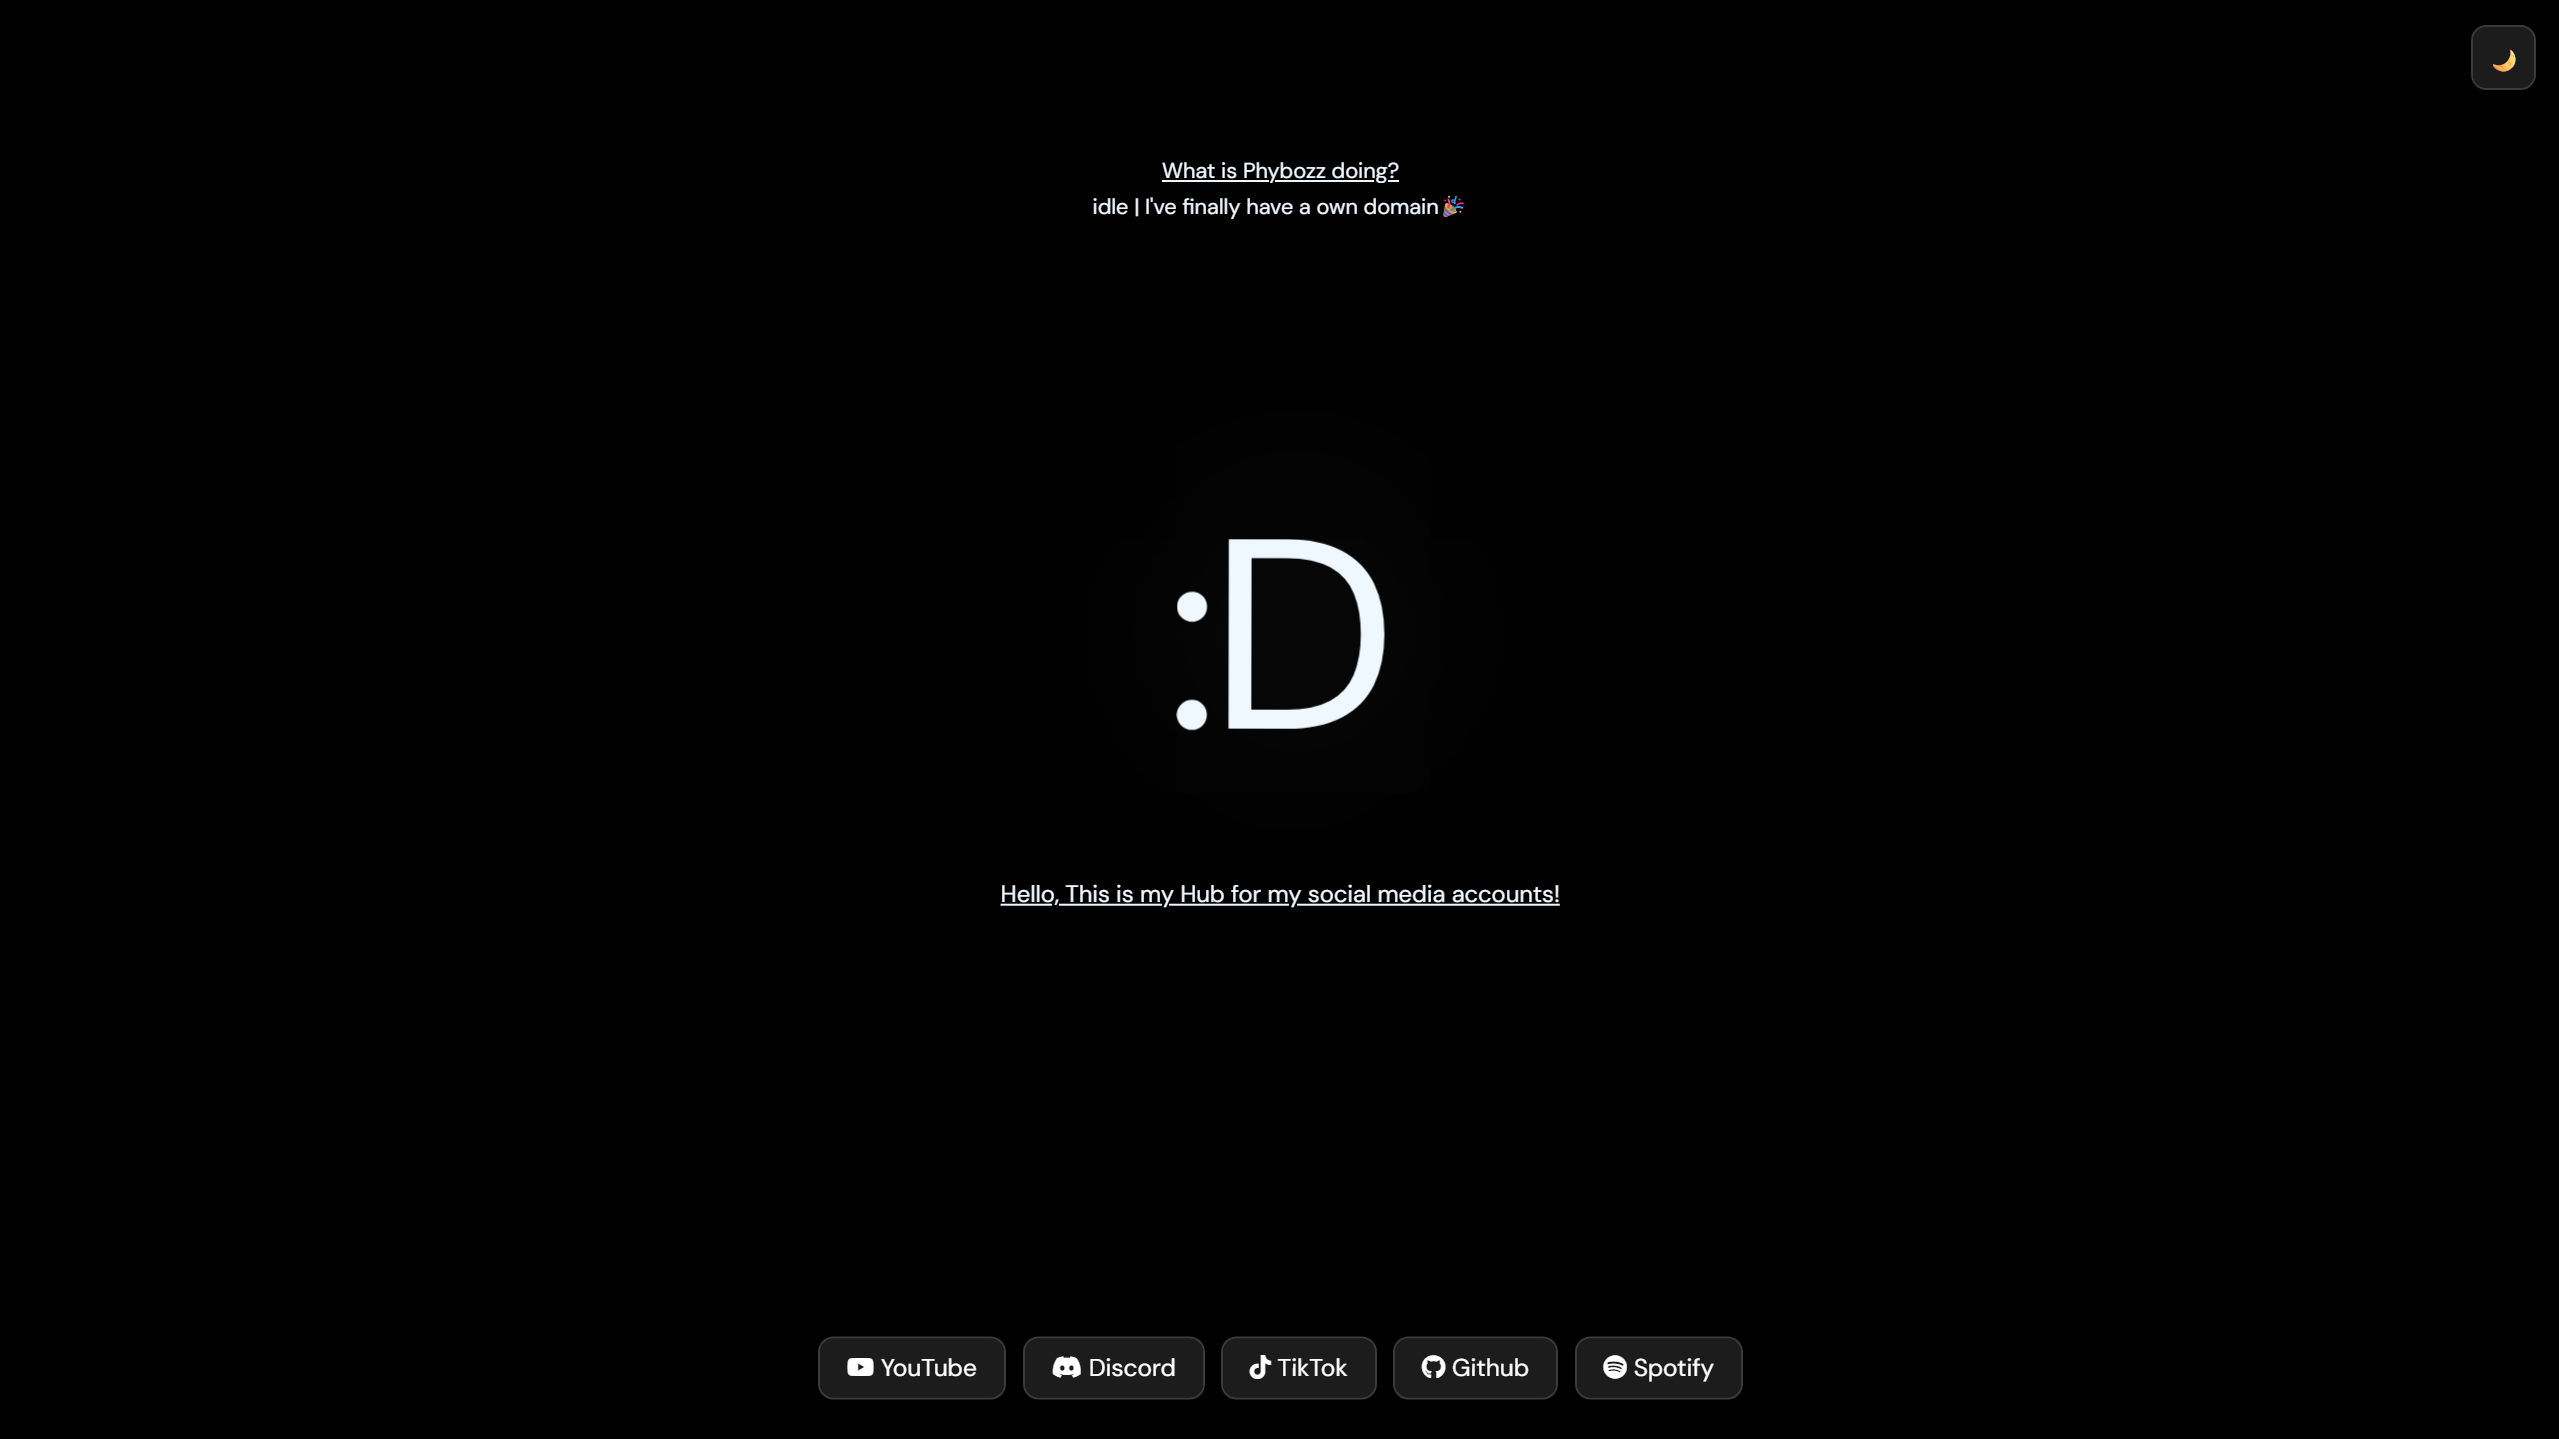 🌙
What is Phybozz doing?
idle | I've finally have a own domain🎉
:D
Hello, This is my Hub for my social media accounts!
YouTube
Discord
TikTok
Github
Spotify